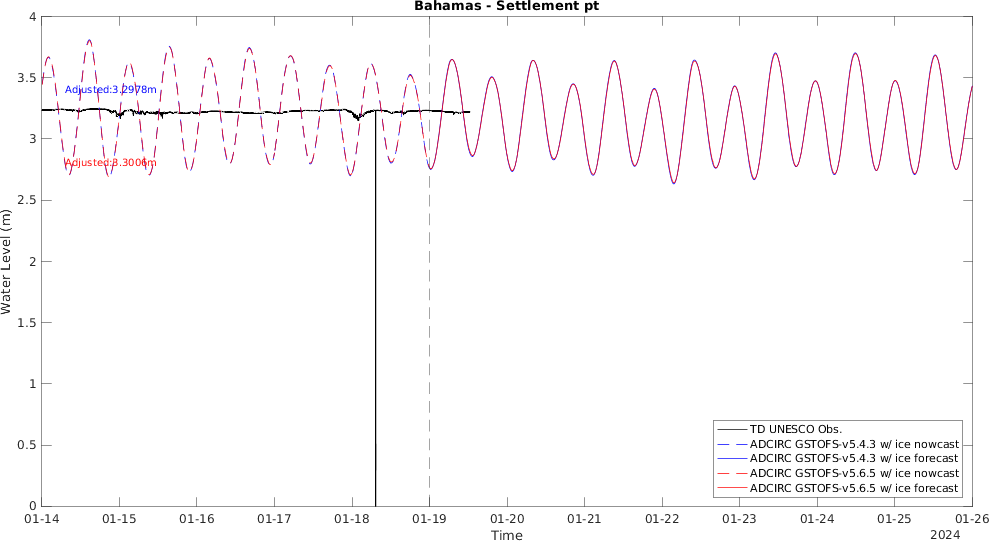 Bahamas - Settlement pt
4
3.5
3
2.5
2
1.5
1
0.5
0
Water Level (m)
Adjusted:3.2978m
Adjusted:3.3006m
TD UNESCO Obs.
ADCIRC GSTOFS-v5.4.3 w/ ice nowcast
ADCIRC GSTOFS-v5.4.3 w/ ice forecast
ADCIRC GSTOFS-v5.6.5 w/ ice nowcast
ADCIRC GSTOFS-v5.6.5 w/ ice forecast
01-14 01-15 01-16 01-17 01-18 01-19 01-20 01-21 01-22 01-23 01-24 01-25 01-26
Time
2024